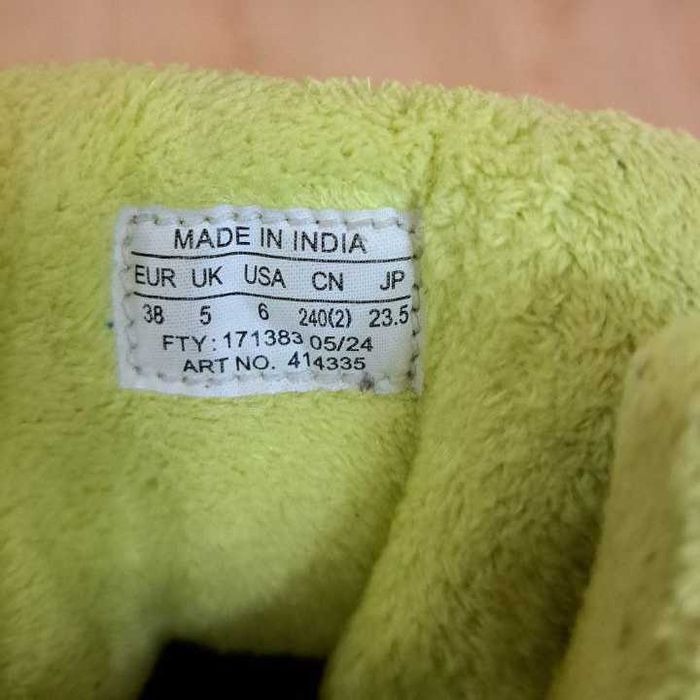 MADE IN INDIA
EUR UK USA CN JP
38 5 6 240(2) 23.5
FTY: 171383 05/24
ART NO. 414335